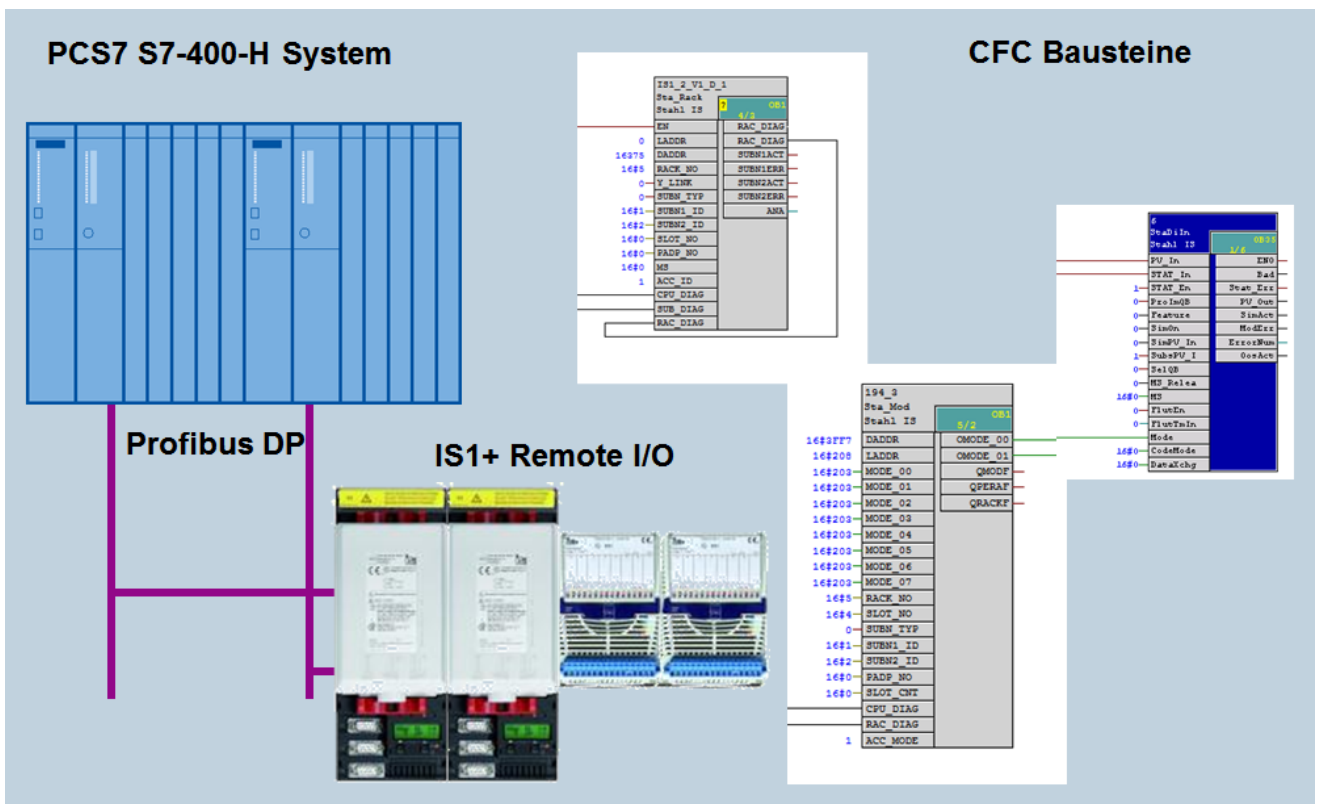 PCS7 S7-400-H System
CFC Bausteine
IS1_2_V1_D_1
Sta_Rack
Stahl IS
? OB1
4/3
EN RAC_DIAG
0 LADDR RAC_DIAG
16375 DADDR SUBN1ACT
16#5 RACK_NO SUBN1ERR
0 Y_LINK SUBN2ACT
0 SUBN_TYP SUBN2ERR
16#1 SUBN1_ID ANA
16#2 SUBN2_ID
16#0 SLOT_NO
16#0 PADP_NO
16#0 MS
1 ACC_ID
CPU_DIAG
SUB_DIAG
RAC_DIAG
6
StaDiIn
Stahl IS
OB35
1/6
PV_In ENO
STAT_In Bad
1 STAT_En Stat_Err
0 ProImQB PV_Out
0 Feature SimAct
0 SimOn ModErr
0 SimPV_In ErrorNum
1 SubsPV_I OosAct
0 SelQB
0 MS_Relea
16#0 MS
0 FlutEn
0 FlutTmIn
Mode
16#0 CodeMode
16#0 DataXchg
194_3
Sta_Mod
Stahl IS
OB1
5/2
16#3FF7 DADDR OMODE_00
16#208 LADDR OMODE_01
16#203 MODE_00 QMODF
16#203 MODE_01 QPERAF
16#203 MODE_02 QRACKF
16#203 MODE_03
16#203 MODE_04
16#203 MODE_05
16#203 MODE_06
16#203 MODE_07
16#5 RACK_NO
16#4 SLOT_NO
0 SUBN_TYP
16#1 SUBN1_ID
16#2 SUBN2_ID
16#0 PADP_NO
16#0 SLOT_CNT
CPU_DIAG
RAC_DIAG
1 ACC_MODE
Profibus DP
IS1+ Remote I/O